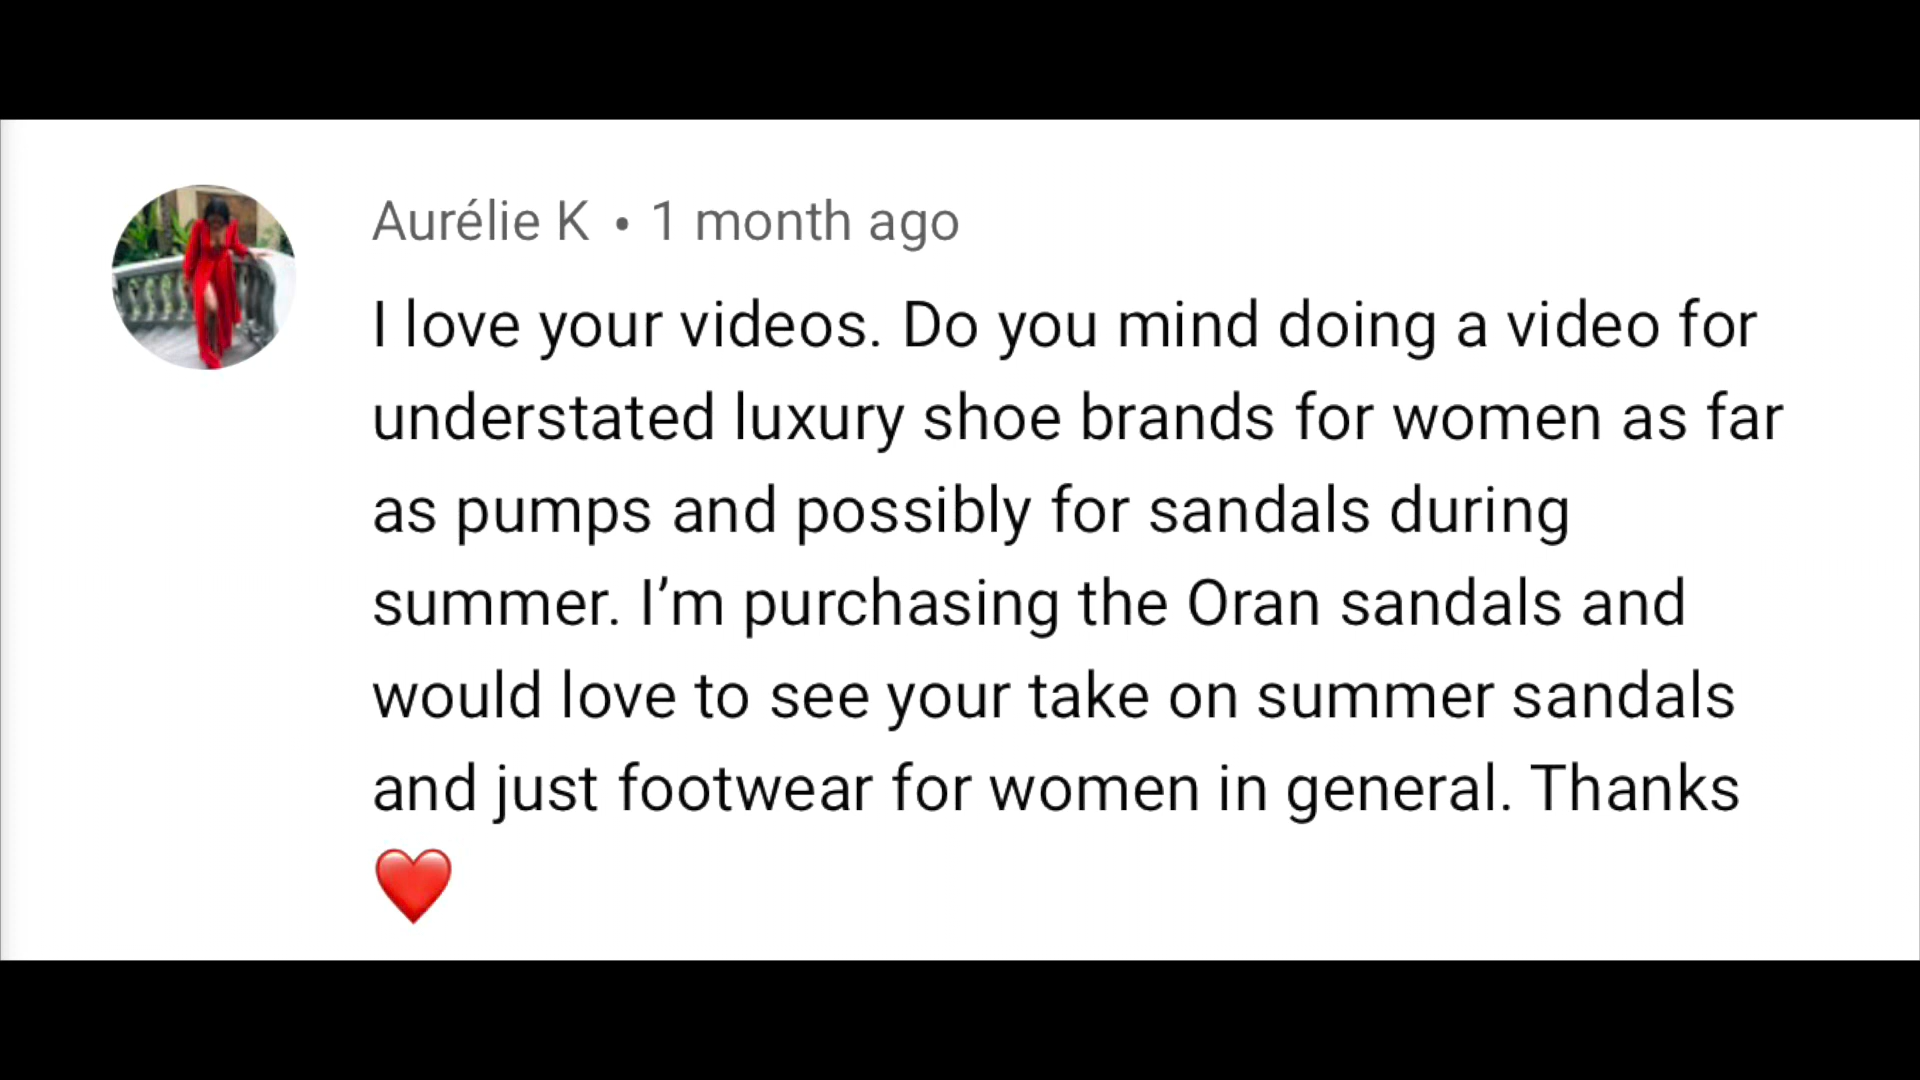 Aurélie K • 1 month ago
I love your videos. Do you mind doing a video for
understated luxury shoe brands for women as far
as pumps and possibly for sandals during
summer. I’m purchasing the Oran sandals and
would love to see your take on summer sandals
and just footwear for women in general. Thanks
❤️